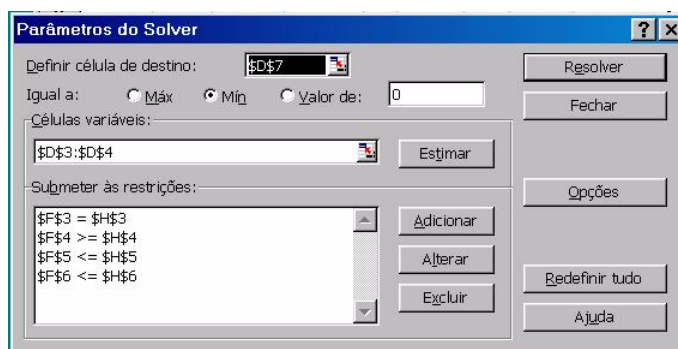 Parâmetros do Solver
Definir célula de destino: $D$7 Resolver
Igual a: Máx Mín Valor de: 0 Fechar
Células variáveis:
$D$3:$D$4 Estimar
Submeter às restrições: Opções
$F$3 = $H$3 Adicionar
$F$4 >= $H$4
$F$5 <= $H$5 Alterar
$F$6 <= $H$6
Excluir Redefinir tudo
Ajuda